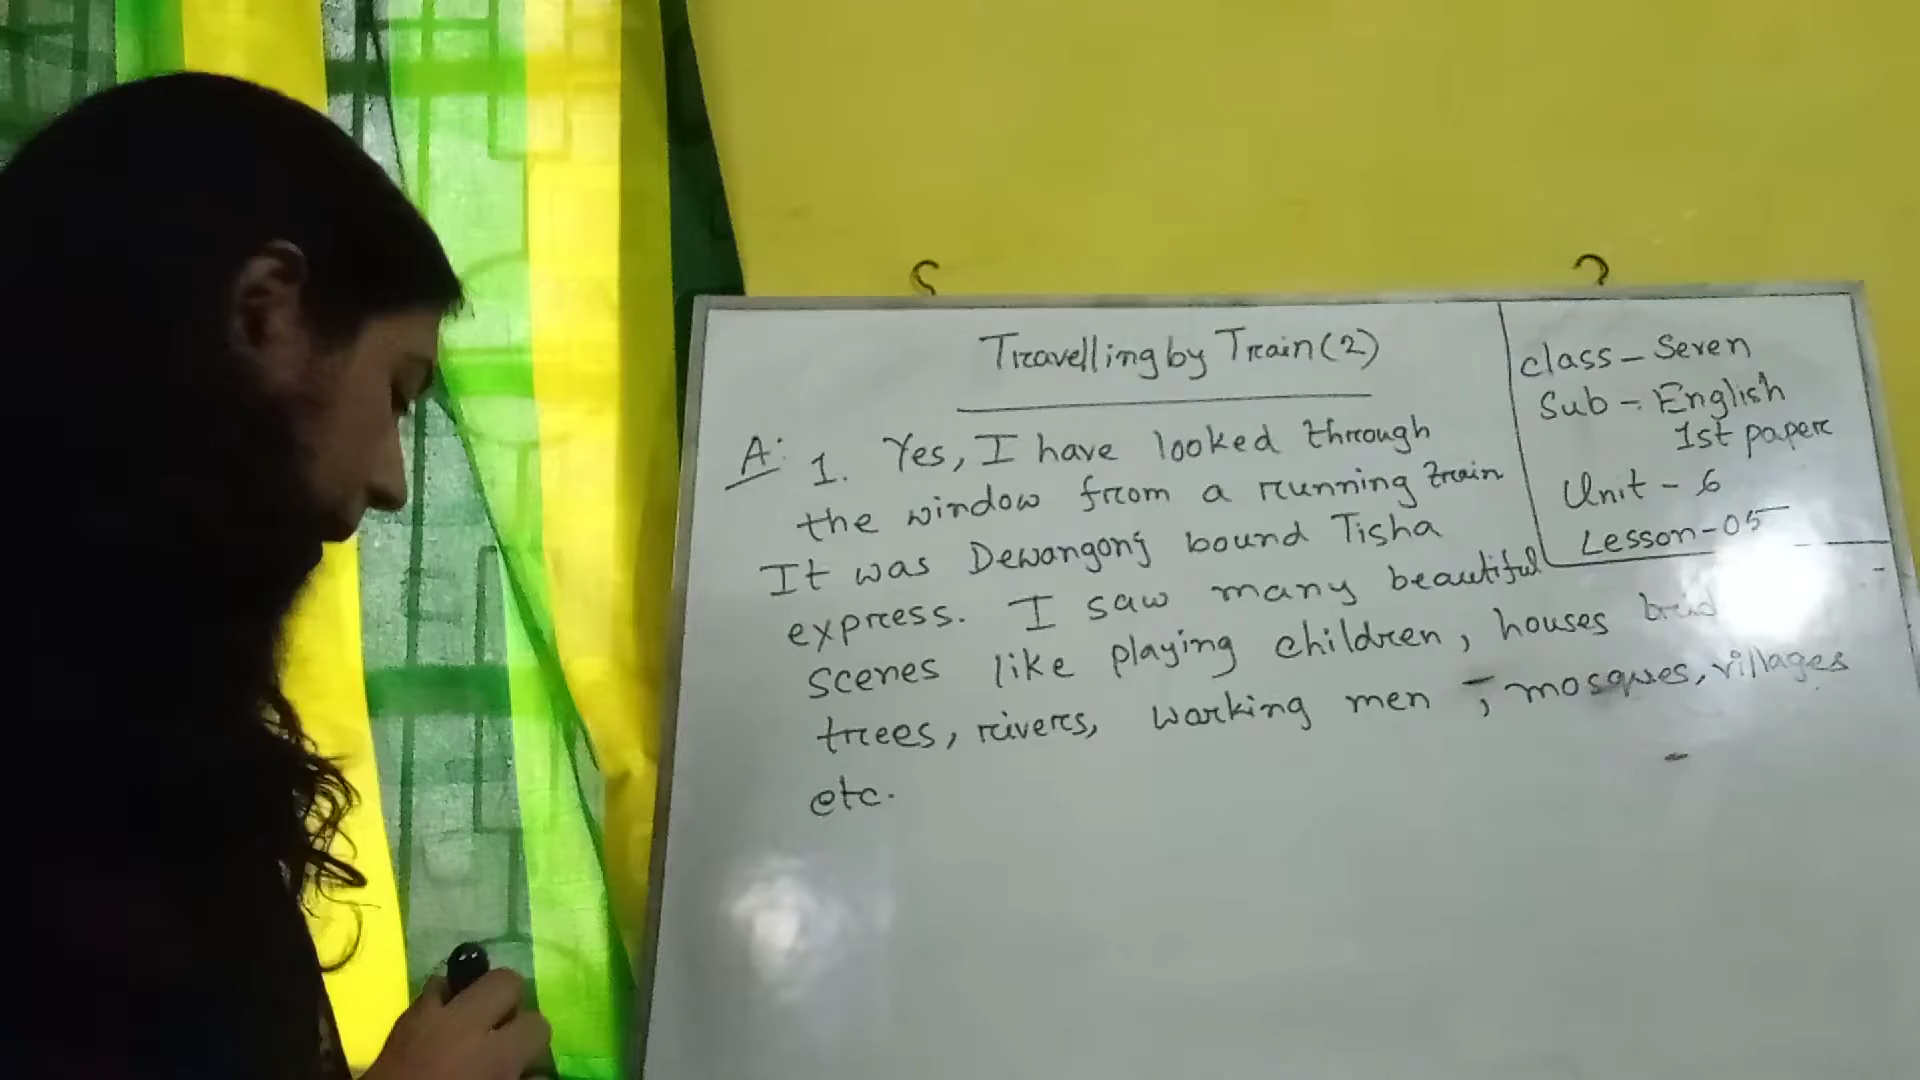 Travelling by Train (2)
class - Seven
Sub - English
1st paper
Unit - 6
Lesson - 05
A: 1. Yes, I have looked through
the window from a running train
It was Dewangong bound Tisha
express. I saw many beautiful
scenes like playing children, houses
trees, rivers, working men, mosques, villages
etc.